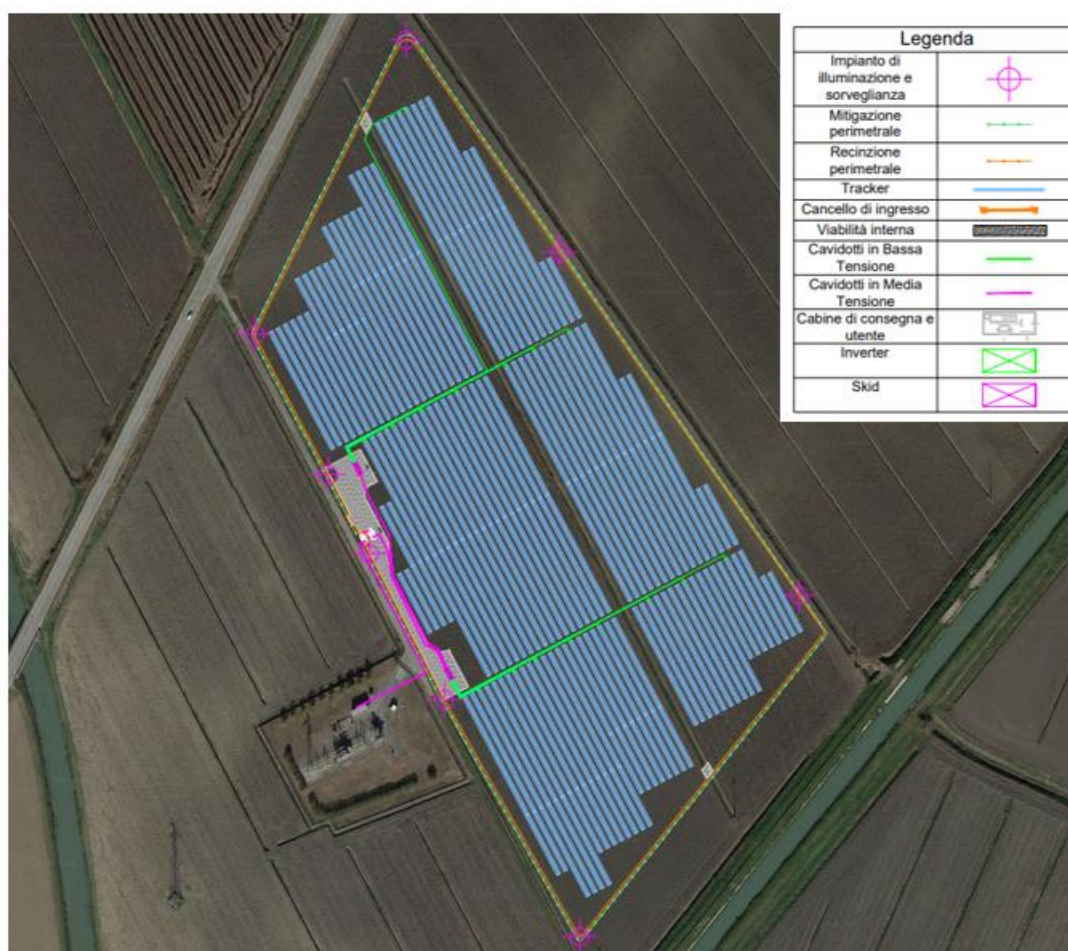 Legenda
Impianto di
illuminazione e
sorveglianza
Mitigazione
perimetrale
Recinzione
perimetrale
Tracker
Cancello di ingresso
Viabilità interna
Cavidotti in Bassa
Tensione
Cavidotti in Media
Tensione
Cabine di consegna e
utente
Inverter
Skid